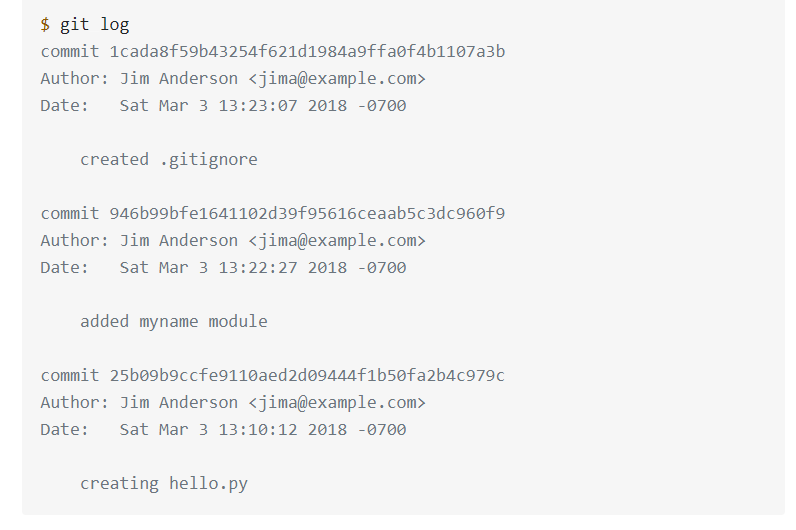 $ git log
commit 1cada8f59b43254f621d1984a9ffa0f4b1107a3b
Author: Jim Anderson <jima@example.com>
Date:   Sat Mar 3 13:23:07 2018 -0700
    created .gitignore
commit 946b99bfe1641102d39f95616ceaab5c3dc960f9
Author: Jim Anderson <jima@example.com>
Date:   Sat Mar 3 13:22:27 2018 -0700
    added myname module
commit 25b09b9ccfe9110aed2d09444f1b50fa2b4c979c
Author: Jim Anderson <jima@example.com>
Date:   Sat Mar 3 13:10:12 2018 -0700
    creating hello.py